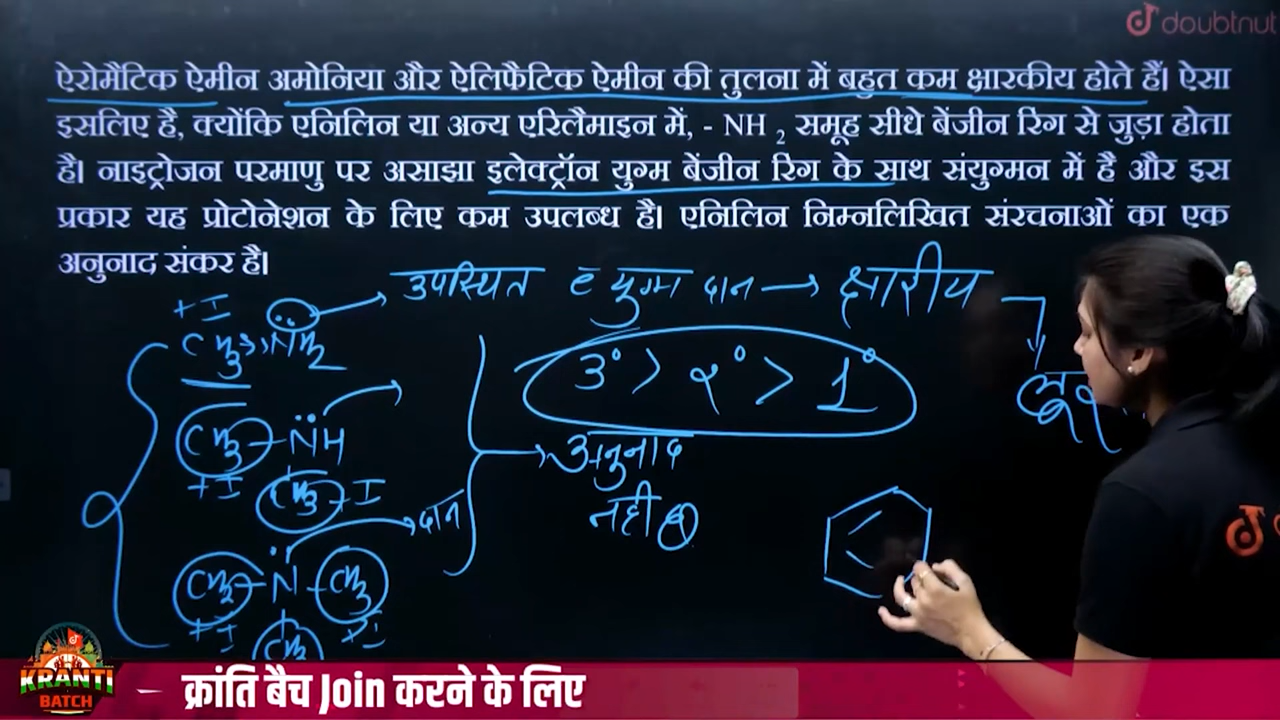 doubtnut
ऐरोमैटिक ऐमीन अमोनिया और ऐलिफैटिक ऐमीन की तुलना में बहुत कम क्षारकीय होते हैं। ऐसा
इसलिए है, क्योंकि एनिलिन या अन्य एरिलैमाइन में, - NH 2 समूह सीधे बेंजीन रिंग से जुड़ा होता
है। नाइट्रोजन परमाणु पर असाझा इलेक्ट्रॉन युग्म बेंजीन रिंग के साथ संयुग्मन में है और इस
प्रकार यह प्रोटोनेशन के लिए कम उपलब्ध है। एनिलिन निम्नलिखित संरचनाओं का एक
अनुनाद संकर है।
उपस्थित e युग्म दान → क्षारीय
+I
CH3 NH2
3° > २° > 1°
CH3 - NH
+I
CH3 +I
अनुनाद
नहीं
दान
CH3 - N - CH3
+I +I
CH3
KRANTI
BATCH
– क्रांति बैच Join करने के लिए